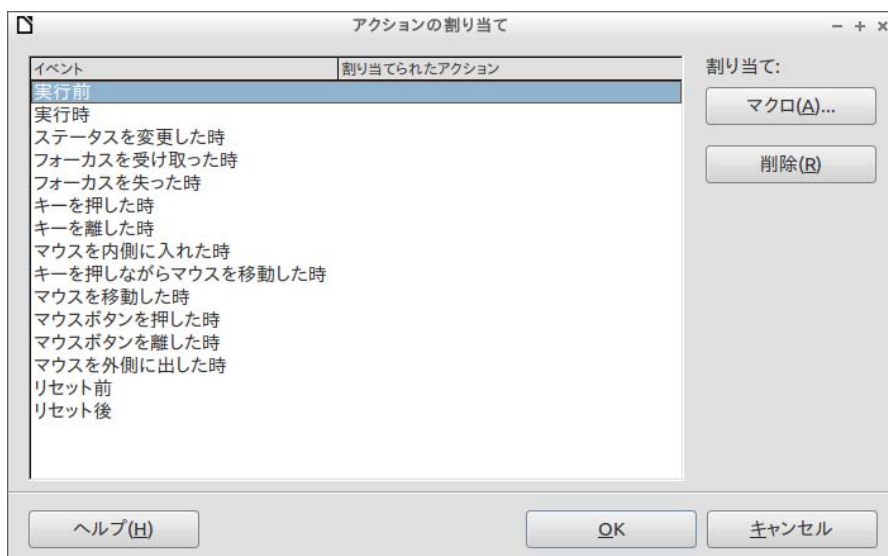 アクションの割り当て
イベント 割り当てられたアクション
実行前
実行時
ステータスを変更した時
フォーカスを受け取った時
フォーカスを失った時
キーを押した時
キーを離した時
マウスを内側に入れた時
キーを押しながらマウスを移動した時
マウスを移動した時
マウスボタンを押した時
マウスボタンを離した時
マウスを外側に出した時
リセット前
リセット後
割り当て:
マクロ(A)...
削除(R)
ヘルプ(H) OK キャンセル